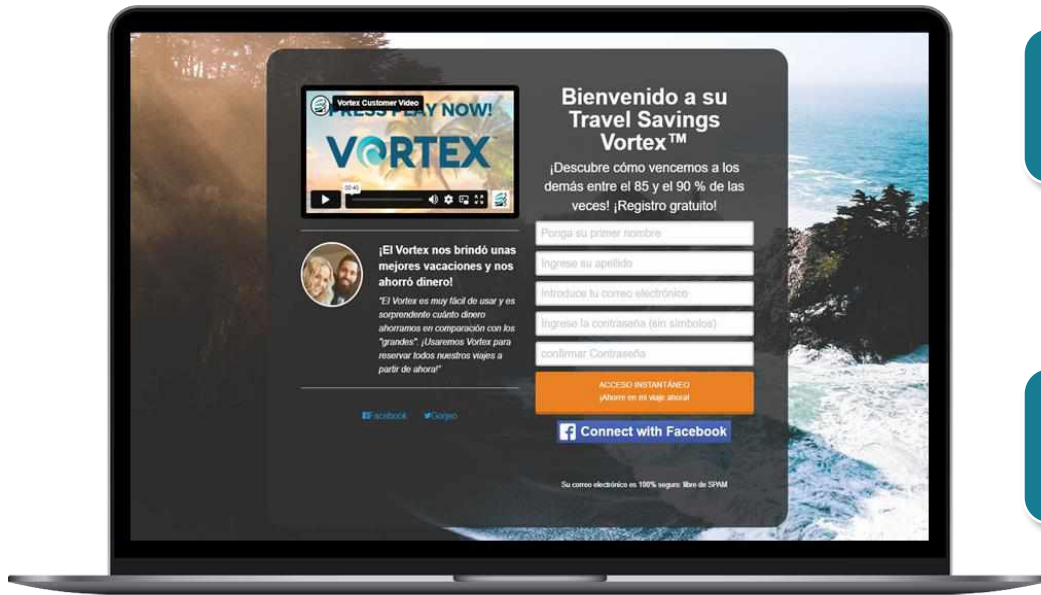 Vortex Customer Video
PRESS PLAY NOW!
VORTEX
00:40
¡El Vortex nos brindó unas
mejores vacaciones y nos
ahorró dinero!
"El Vortex es muy fácil de usar y es
sorprendente cuánto dinero
ahorramos en comparación con los
"grandes". ¡Usaremos Vortex para
reservar todos nuestros viajes a
partir de ahora!"
Facebook Gorjeo
Bienvenido a su
Travel Savings
Vortex™
¡Descubre cómo vencemos a los
demás entre el 85 y el 90 % de las
veces! ¡Registro gratuito!
Ponga su primer nombre
Ingrese su apellido
Introduce tu correo electrónico
Ingrese la contraseña (sin símbolos)
confirmar Contraseña
ACCESO INSTANTÁNEO
¡Ahorre en mi viaje ahora!
Connect with Facebook
Su correo electrónico es 100% seguro: libre de SPAM